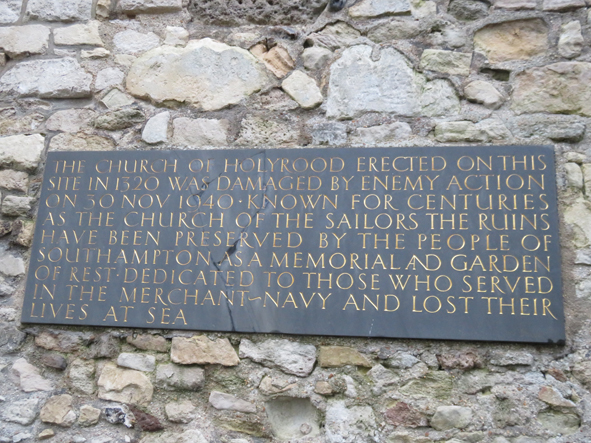 THE CHURCH OF HOLYROOD ERECTED ON THIS
SITE IN 1320 WAS DAMAGED BY ENEMY ACTION
ON 30 NOV 1940 · KNOWN FOR CENTURIES
AS THE CHURCH OF THE SAILORS THE RUINS
HAVE BEEN PRESERVED BY THE PEOPLE OF
SOUTHAMPTON AS A MEMORIAL AND GARDEN
OF REST · DEDICATED TO THOSE WHO SERVED
IN THE MERCHANT~NAVY AND LOST THEIR
LIVES AT SEA